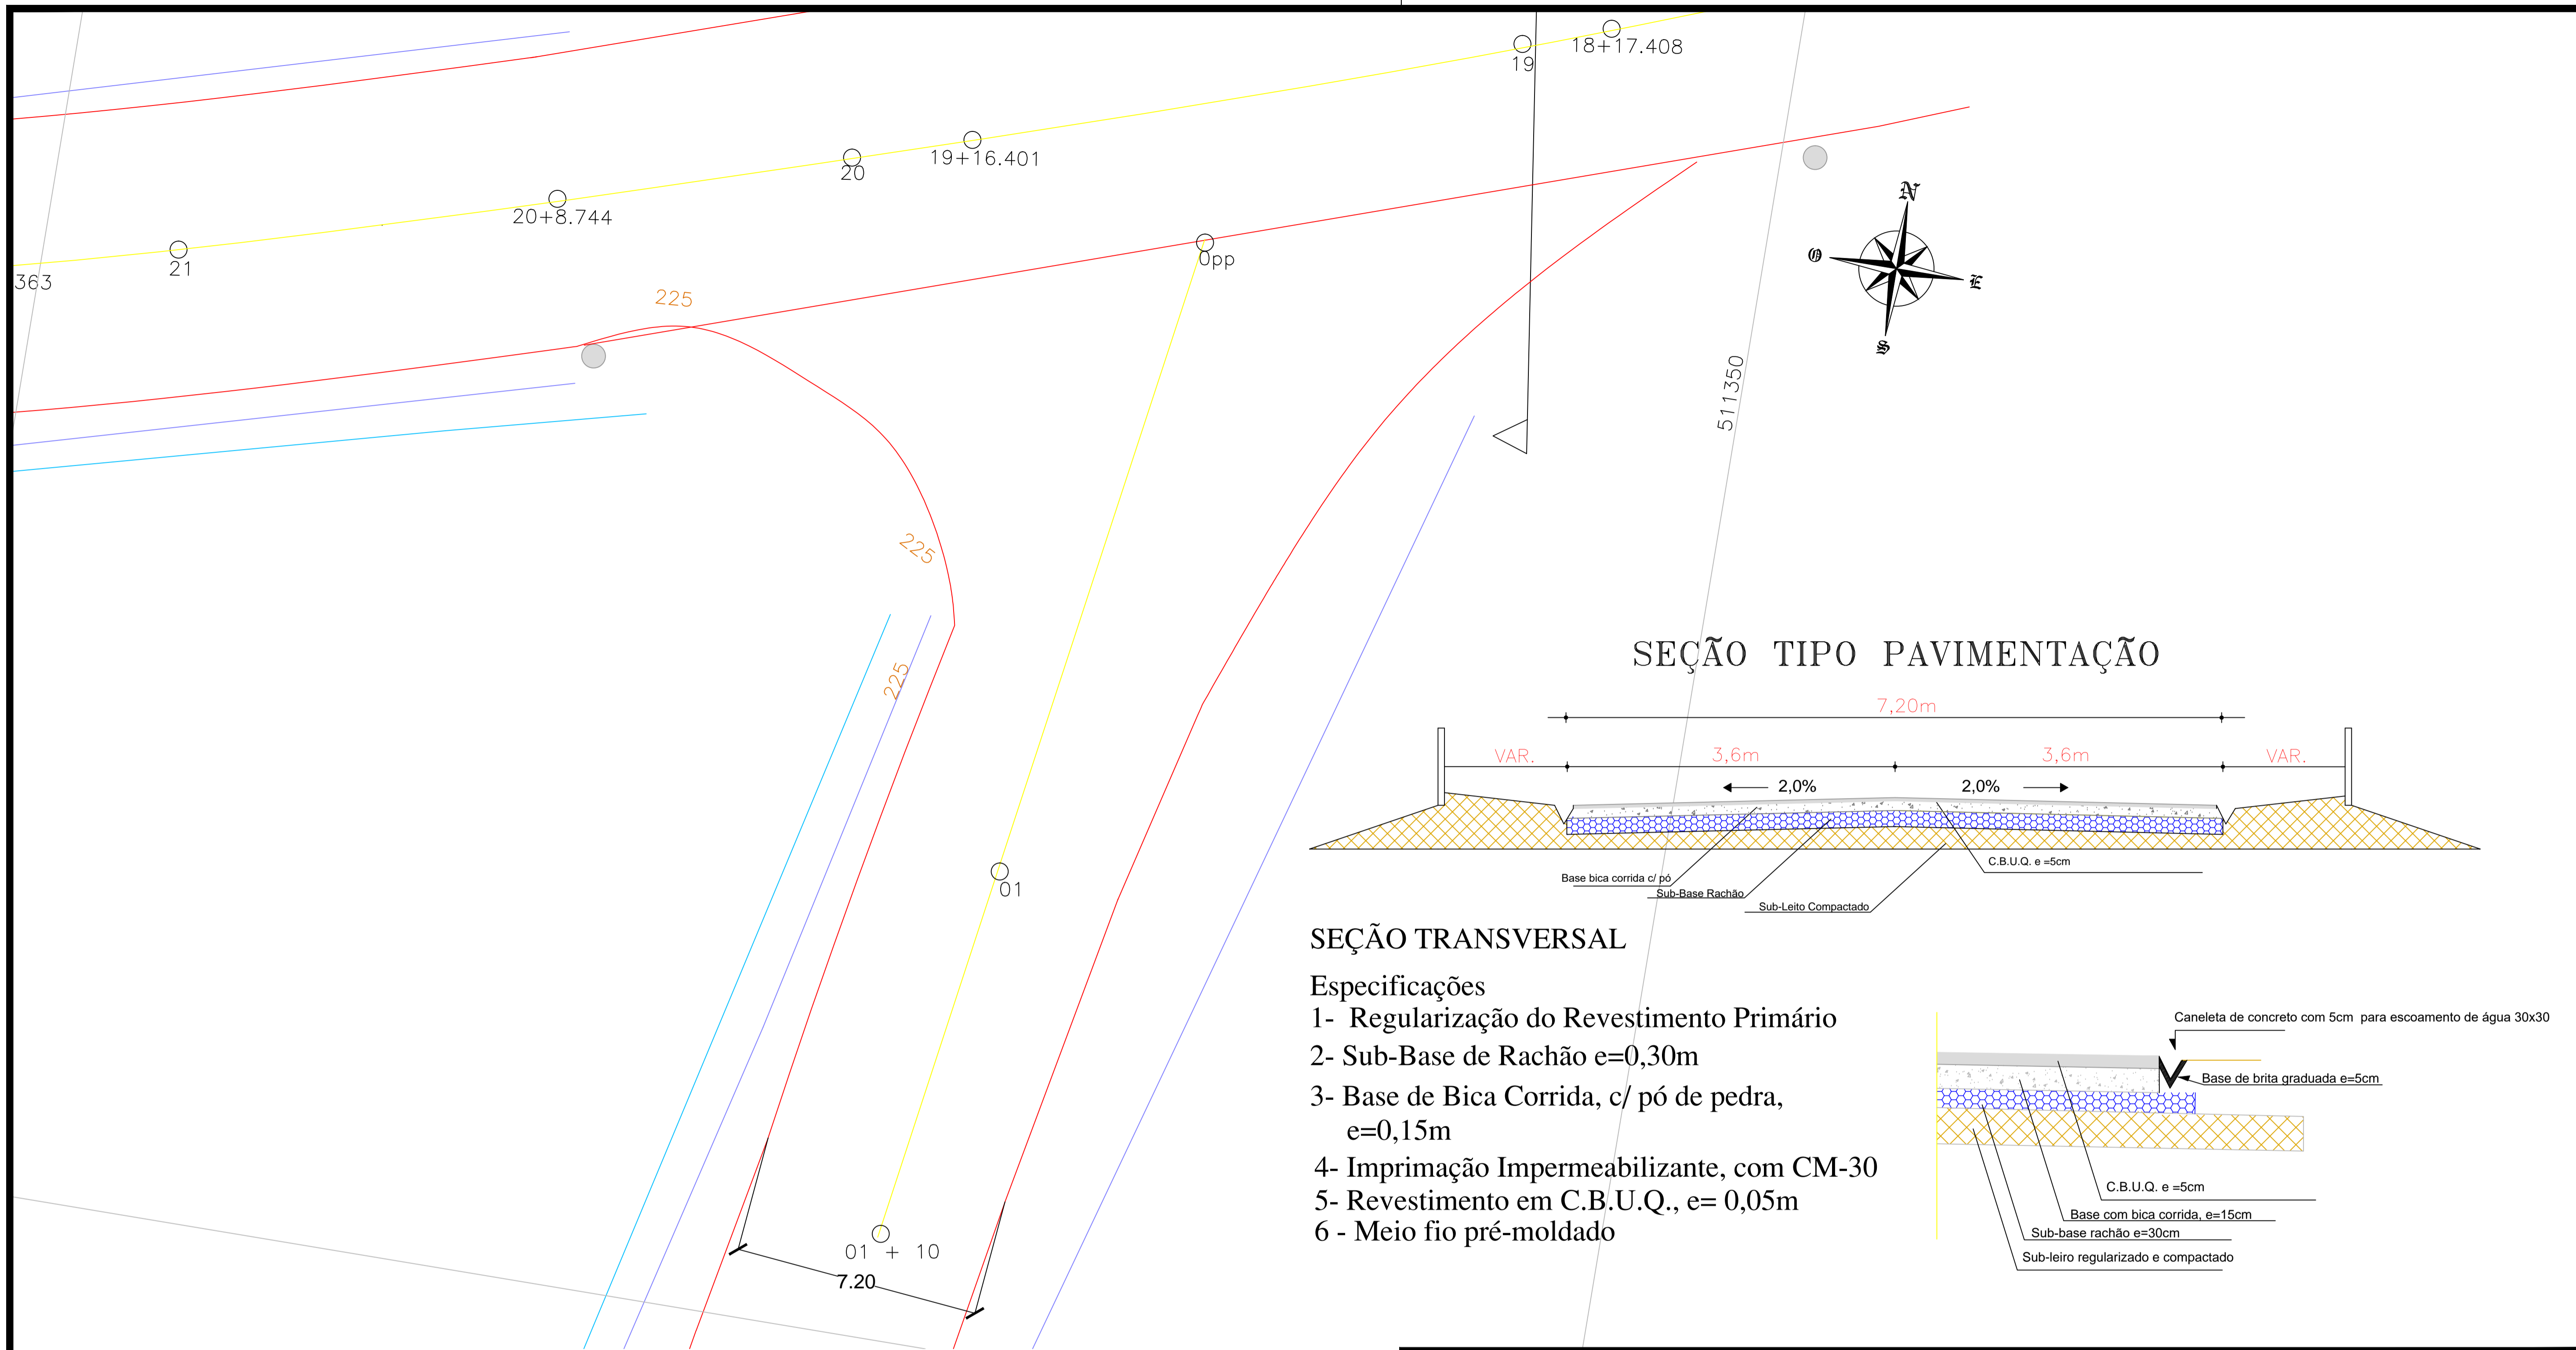 18+17.408
19
19+16.401
20
20+8.744
21
363
0pp
225
225
225
01
01 + 10
7.20
N
O
E
S
511350
SEÇÃO TIPO PAVIMENTAÇÃO
7,20m
VAR.
3,6m
3,6m
VAR.
2,0%
2,0%
Base bica corrida c/ pó
Sub-Base Rachão
Sub-Leito Compactado
C.B.U.Q. e =5cm
SEÇÃO TRANSVERSAL
Especificações
1- Regularização do Revestimento Primário
2- Sub-Base de Rachão e=0,30m
3- Base de Bica Corrida, c/ pó de pedra,
e=0,15m
4- Imprimação Impermeabilizante, com CM-30
5- Revestimento em C.B.U.Q., e= 0,05m
6 - Meio fio pré-moldado
Caneleta de concreto com 5cm para escoamento de água 30x30
Base de brita graduada e=5cm
C.B.U.Q. e =5cm
Base com bica corrida, e=15cm
Sub-base rachão e=30cm
Sub-leiro regularizado e compactado